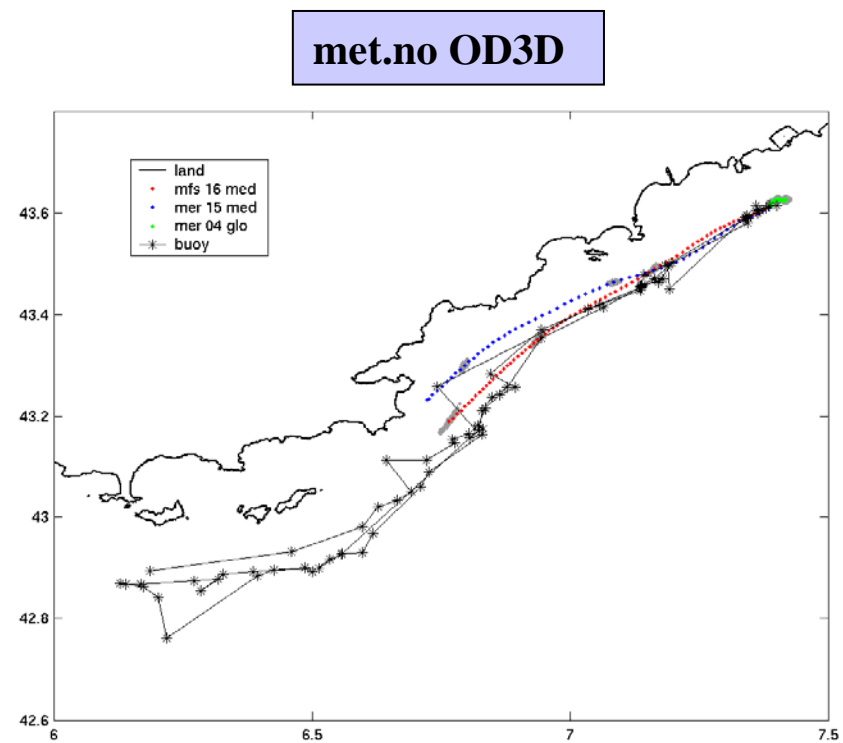 met.no OD3D
land
mfs 16 med
mer 15 med
mer 04 glo
buoy
43.6
43.4
43.2
43
42.8
42.6
6
6.5
7
7.5